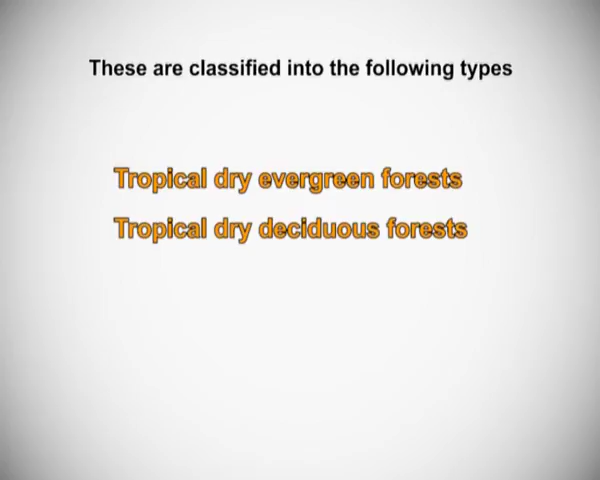 These are classified into the following types
Tropical dry evergreen forests
Tropical dry deciduous forests